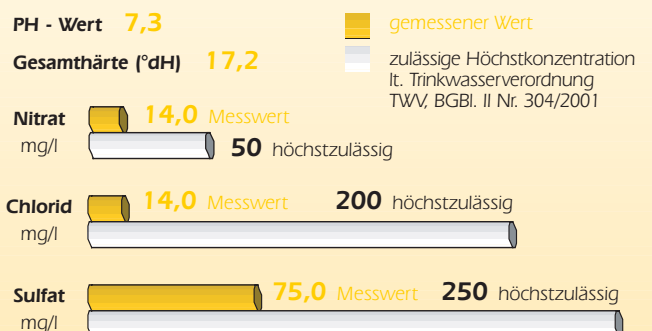 PH - Wert 7,3
Gesamthärte (°dH) 17,2
gemessener Wert
zulässige Höchstkonzentration
lt. Trinkwasserverordnung
TWV, BGBl. II Nr. 304/2001
Nitrat 14,0 Messwert
mg/l 50 höchstzulässig
Chlorid 14,0 Messwert 200 höchstzulässig
mg/l
Sulfat 75,0 Messwert 250 höchstzulässig
mg/l